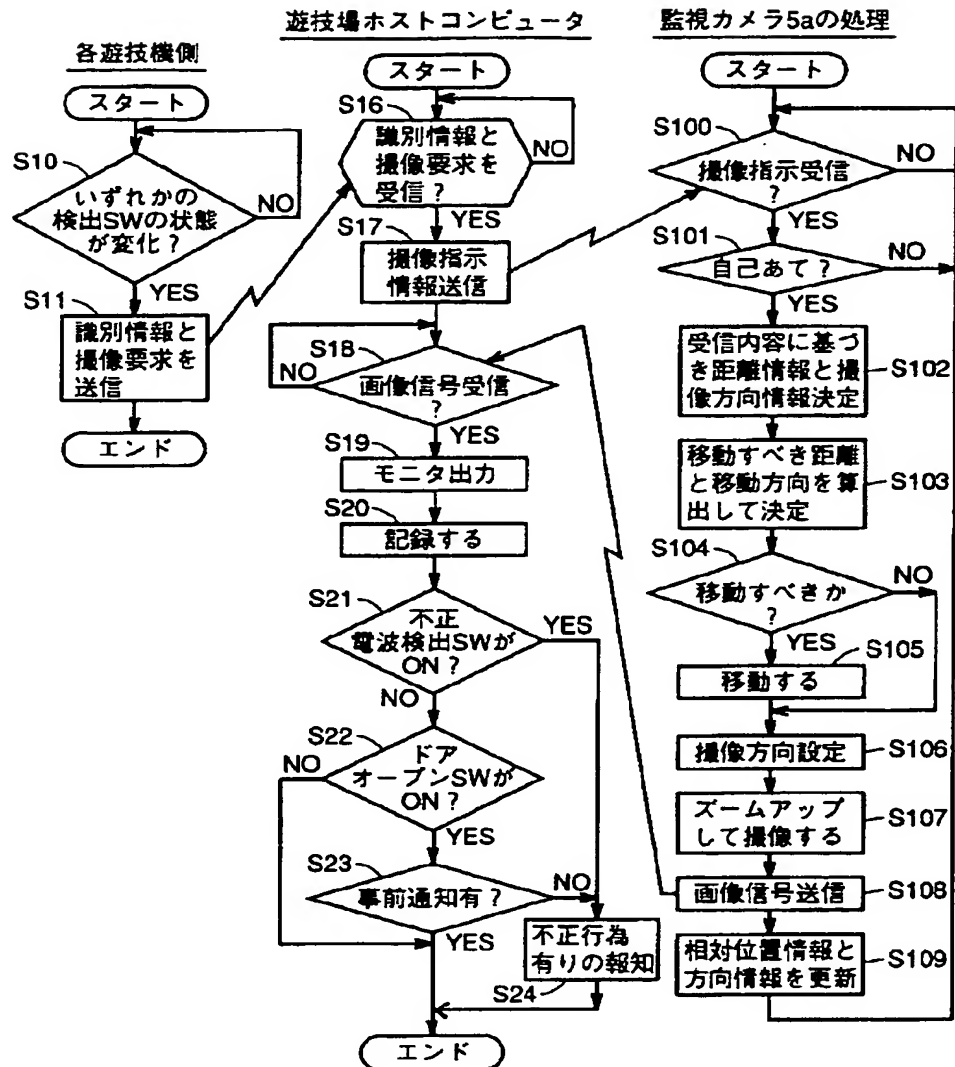 各遊技機側
スタート
S10
いずれかの
検出SWの状態
が変化？
NO
YES
S11
識別情報と
撮像要求を
送信
エンド
遊技場ホストコンピュータ
スタート
S16
識別情報と
撮像要求を
受信？
NO
YES
S17
撮像指示
情報送信
S18
画像信号受信
？
NO
YES
S19
モニタ出力
S20
記録する
S21
不正
電波検出SWが
ON？
YES
NO
S22
ドア
オープンSWが
ON？
NO
YES
S23
事前通知有？
NO
YES
不正行為
有りの報知
S24
エンド
監視カメラ5aの処理
スタート
S100
撮像指示受信
？
NO
YES
S101
自己あて？
NO
YES
受信内容に基づ
き距離情報と撮
像方向情報決定
S102
移動すべき距離
と移動方向を算
出して決定
S103
S104
移動すべきか
？
NO
YES
S105
移動する
撮像方向設定
S106
ズームアップ
して撮像する
S107
画像信号送信
S108
相対位置情報と
方向情報を更新
S109